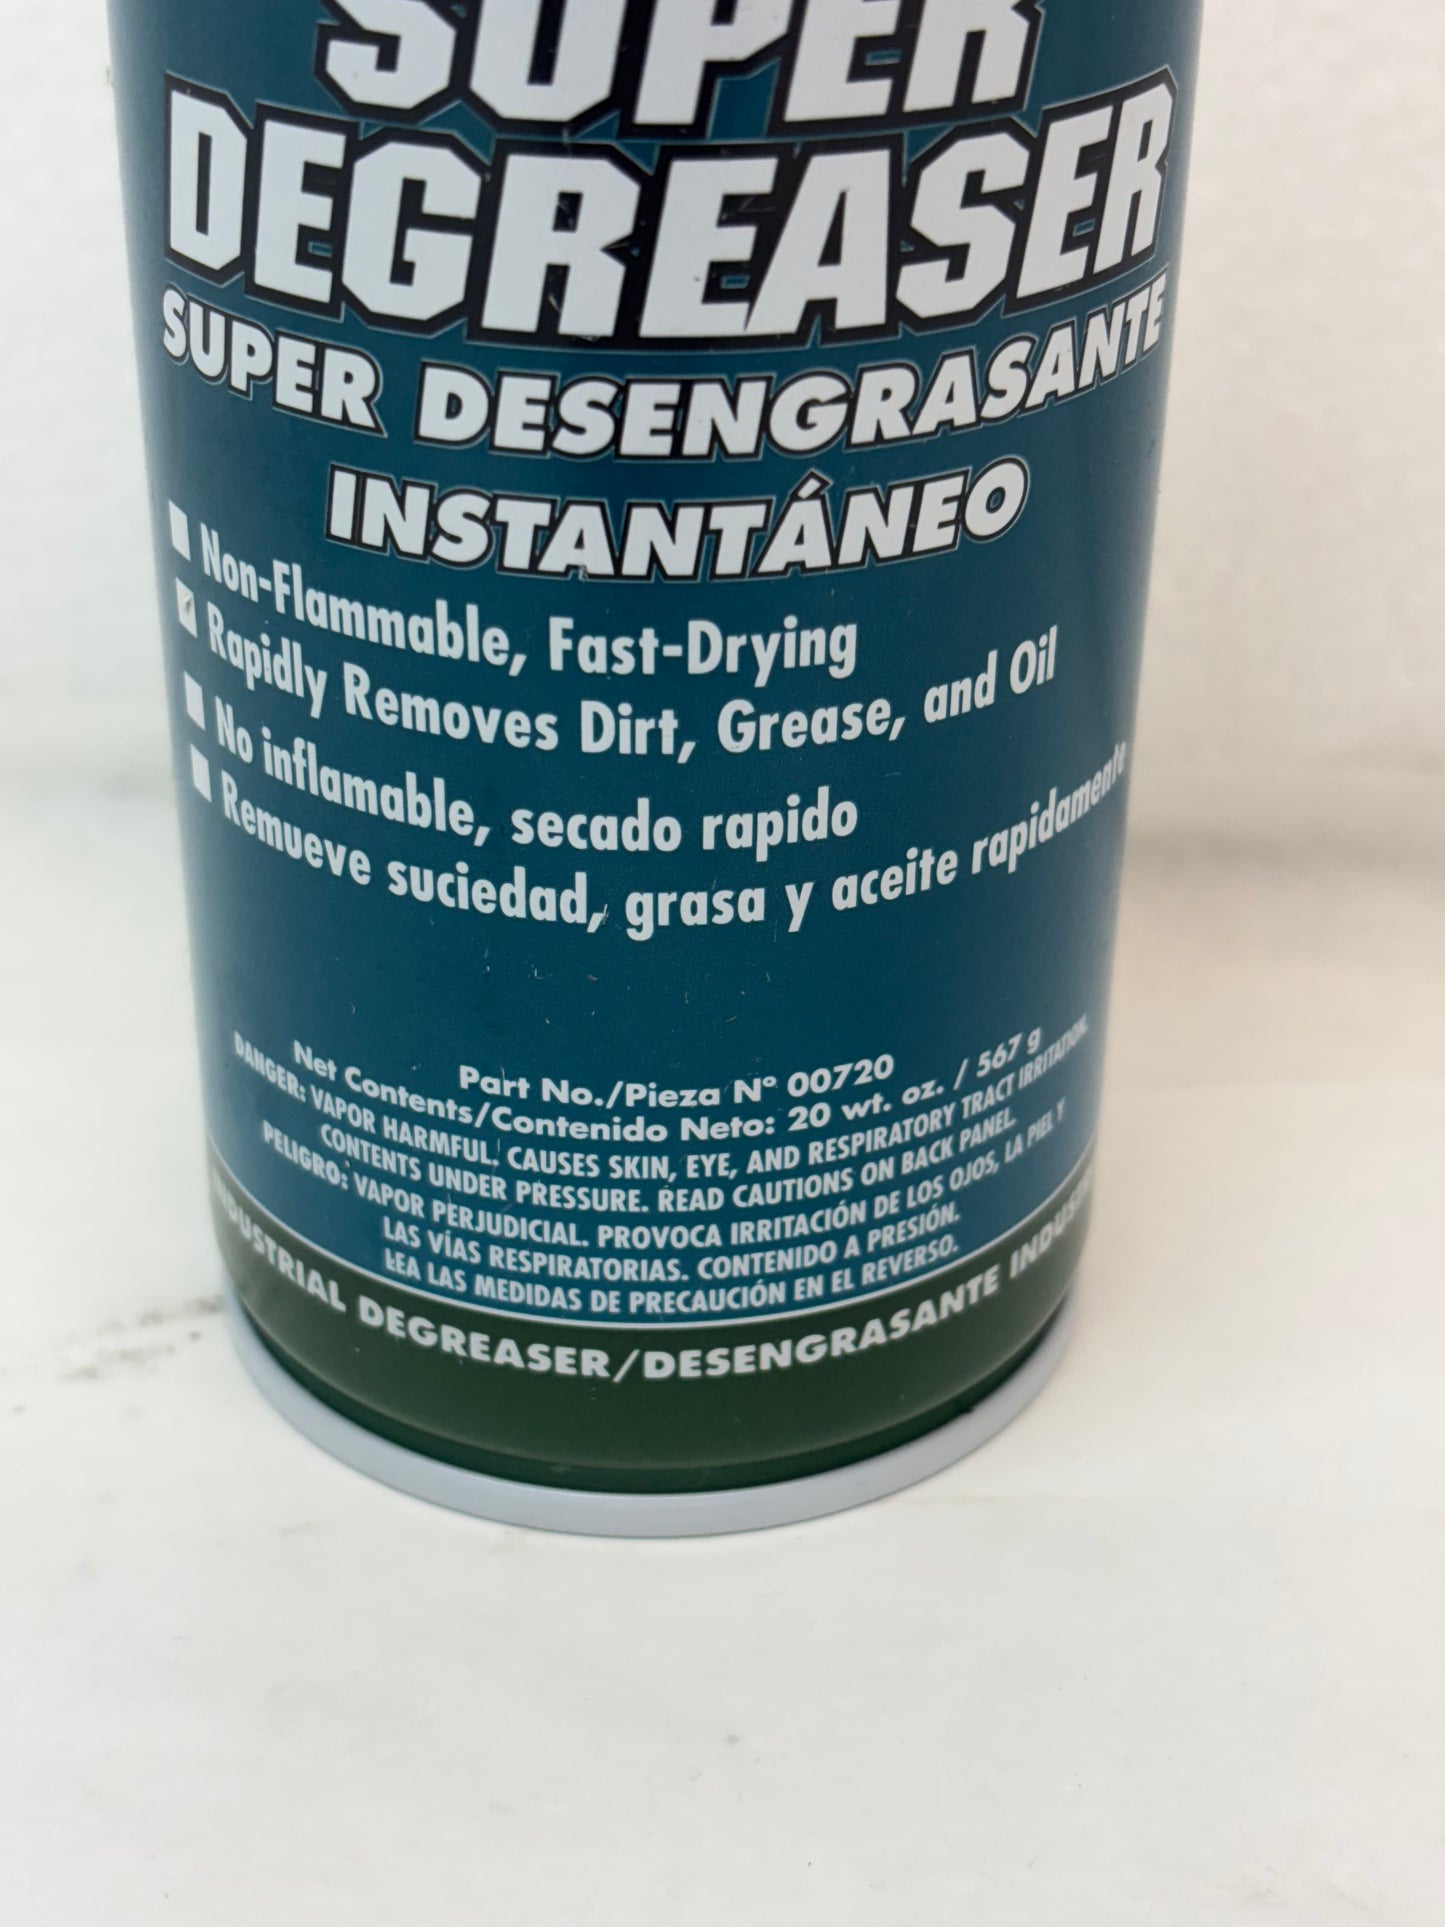 SUPER
DEGREASER
SUPER DESENGRASANTE
INSTANTÁNEO
Non-Flammable, Fast-Drying
Rapidly Removes Dirt, Grease, and Oil
No inflamable, secado rapido
Remueve suciedad, grasa y aceite rapidamente
Part No./Pieza Nº 00720
Net Contents/Contenido Neto: 20 wt. oz. / 567 g
DANGER: VAPOR HARMFUL. CAUSES SKIN, EYE, AND RESPIRATORY TRACT IRRITATION.
CONTENTS UNDER PRESSURE. READ CAUTIONS ON BACK PANEL.
PELIGRO: VAPOR PERJUDICIAL. PROVOCA IRRITACIÓN DE LOS OJOS, LA PIEL Y
LAS VÍAS RESPIRATORIAS. CONTENIDO A PRESIÓN.
LEA LAS MEDIDAS DE PRECAUCIÓN EN EL REVERSO.
INDUSTRIAL DEGREASER/DESENGRASANTE INDUS